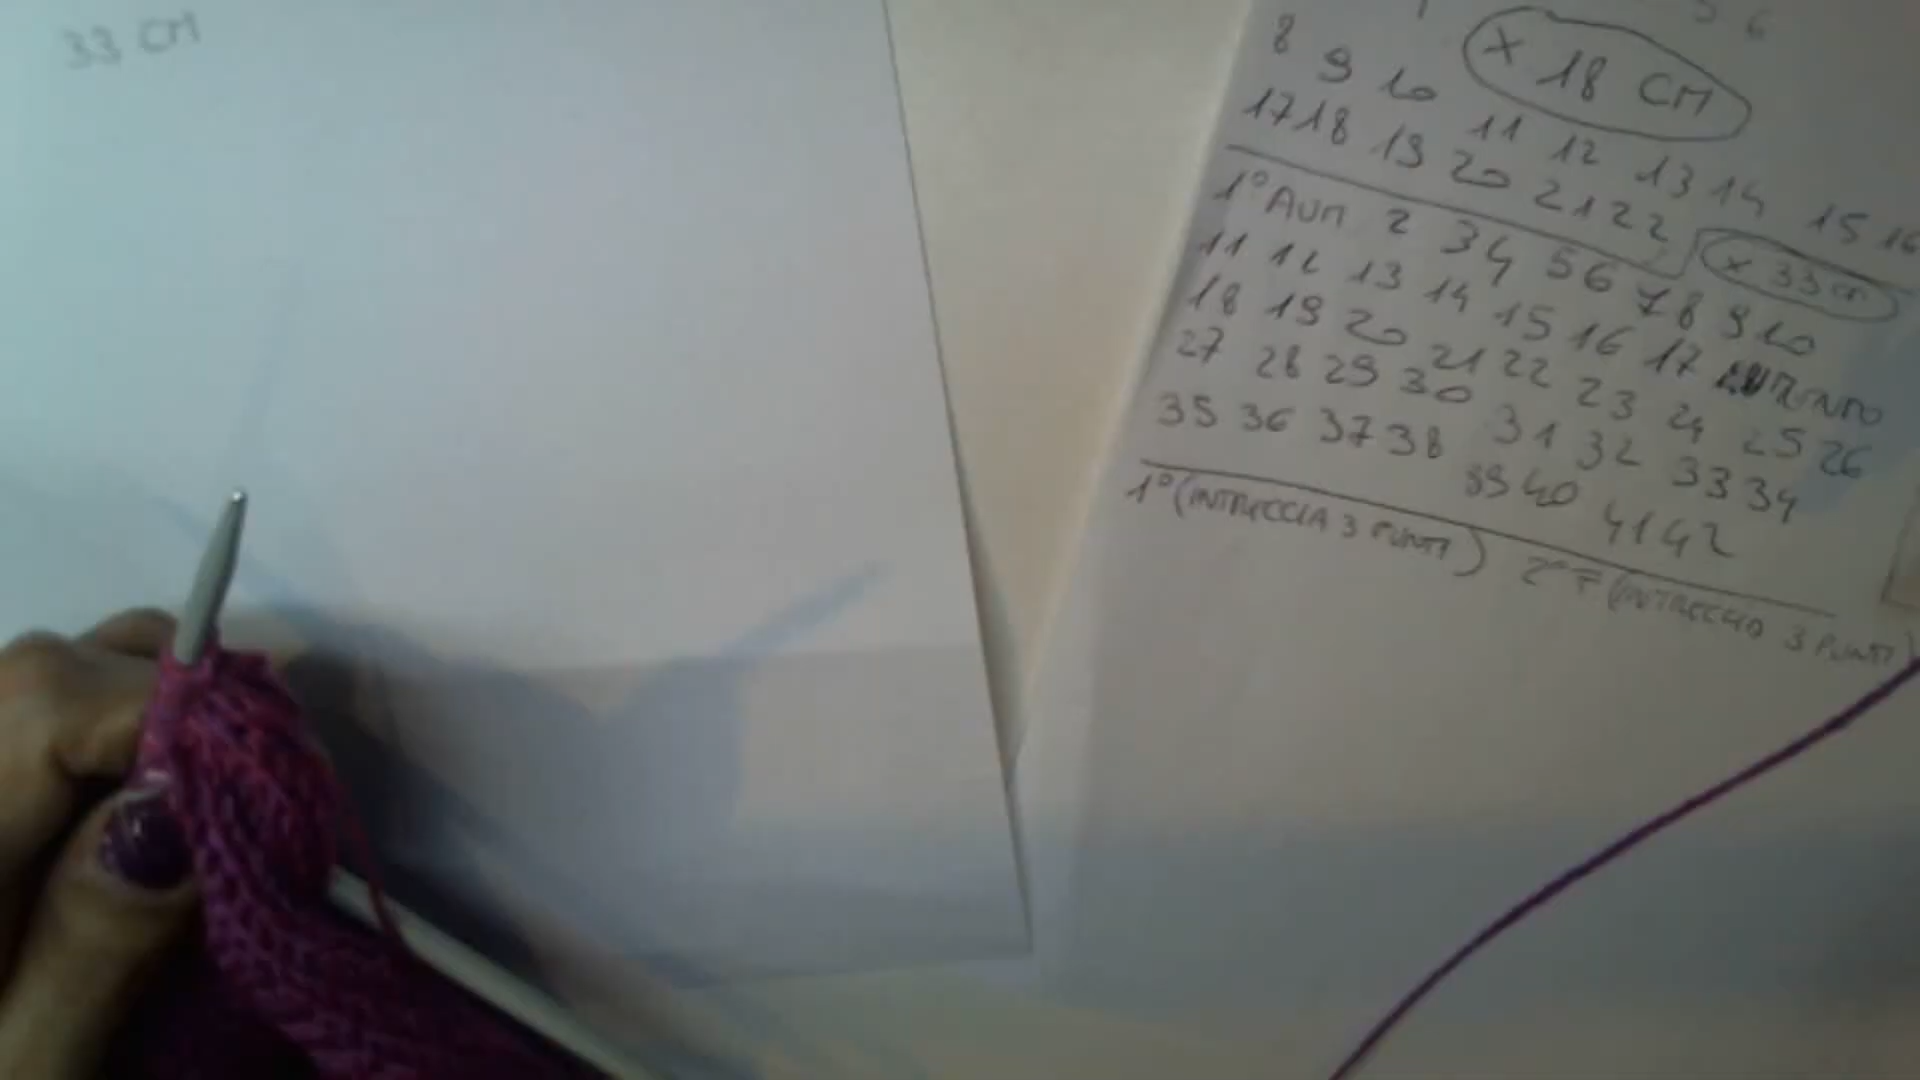 33 CM
5 6
X 18 CM
8 9 10 11 12 13 14 15 16
17 18 19 20 21 22
X 33 cm
1° AUM 2 3 4 5 6 7 8 9 10
11 12 13 14 15 16 17 AUMENTO
18 19 20 21 22 23 24 25 26
27 28 29 30 31 32 33 34
35 36 37 38 39 40 41 42
1° (INTRECCIA 3 PUNTI) 2° F (INTRECCIO 3 PUNTI)